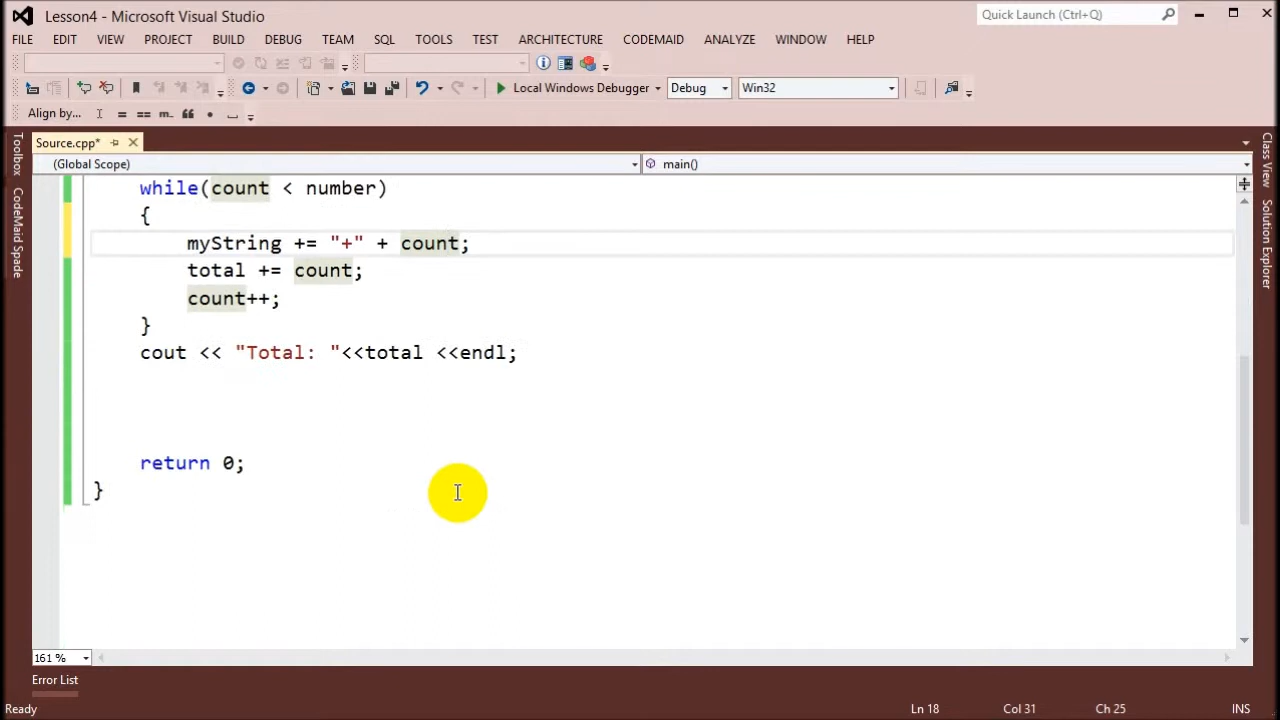 Lesson4 - Microsoft Visual Studio
Quick Launch (Ctrl+Q)
FILE EDIT VIEW PROJECT BUILD DEBUG TEAM SQL TOOLS TEST ARCHITECTURE CODEMAID ANALYZE WINDOW HELP
Local Windows Debugger Debug Win32
Align by... = == m_ " • _
Source.cpp*
(Global Scope) main()
Toolbox
CodeMaid Spade
Class View
Solution Explorer
while(count < number)
{
myString += "+" + count;
total += count;
count++;
}
cout << "Total: "<<total <<endl;
return 0;
}
161 %
Error List
Ready Ln 18 Col 31 Ch 25 INS